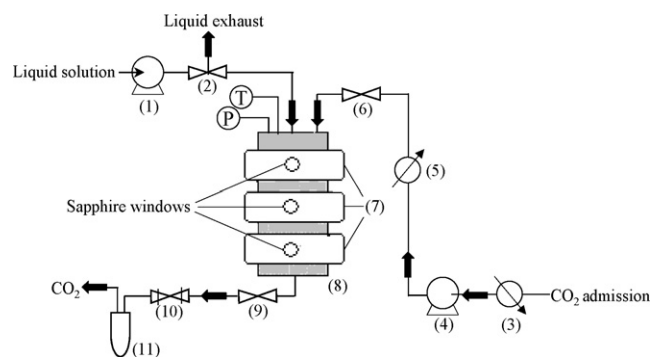 Liquid exhaust
Liquid solution
(1)
(2)
T
P
(6)
(5)
Sapphire windows
(7)
CO₂
(8)
(10)
(9)
(4)
(3)
CO₂ admission
(11)